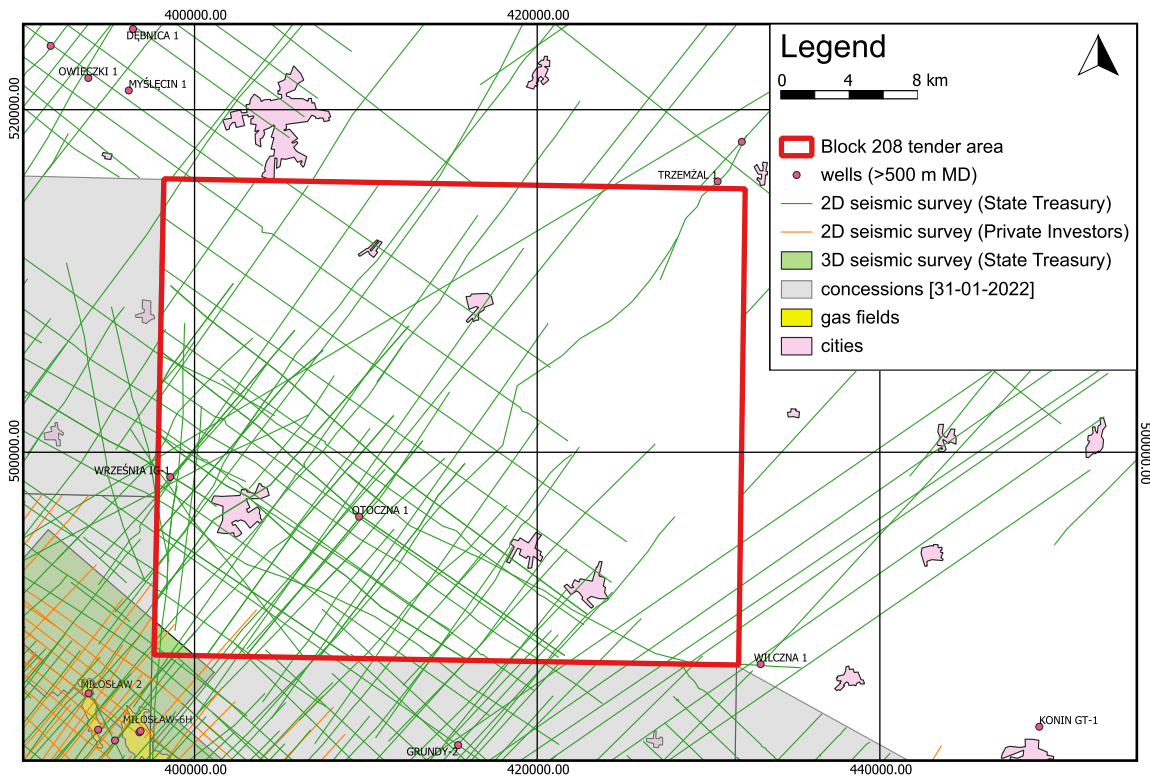 400000.00
420000.00
520000.00
DĘBNICA 1
OWIECZKI 1
MYŚLĘCIN 1
TRZEMŻAL 1
Legend
0 4 8 km
Block 208 tender area
wells (>500 m MD)
2D seismic survey (State Treasury)
2D seismic survey (Private Investors)
3D seismic survey (State Treasury)
concessions [31-01-2022]
gas fields
cities
500000.00
500000.00
WRZEŚNIA IG-1
OTOCZNA 1
WILCZNA 1
MIŁOSŁAW 2
MIŁOSŁAW-6H
GRUNDY-2
KONIN GT-1
400000.00
420000.00
440000.00